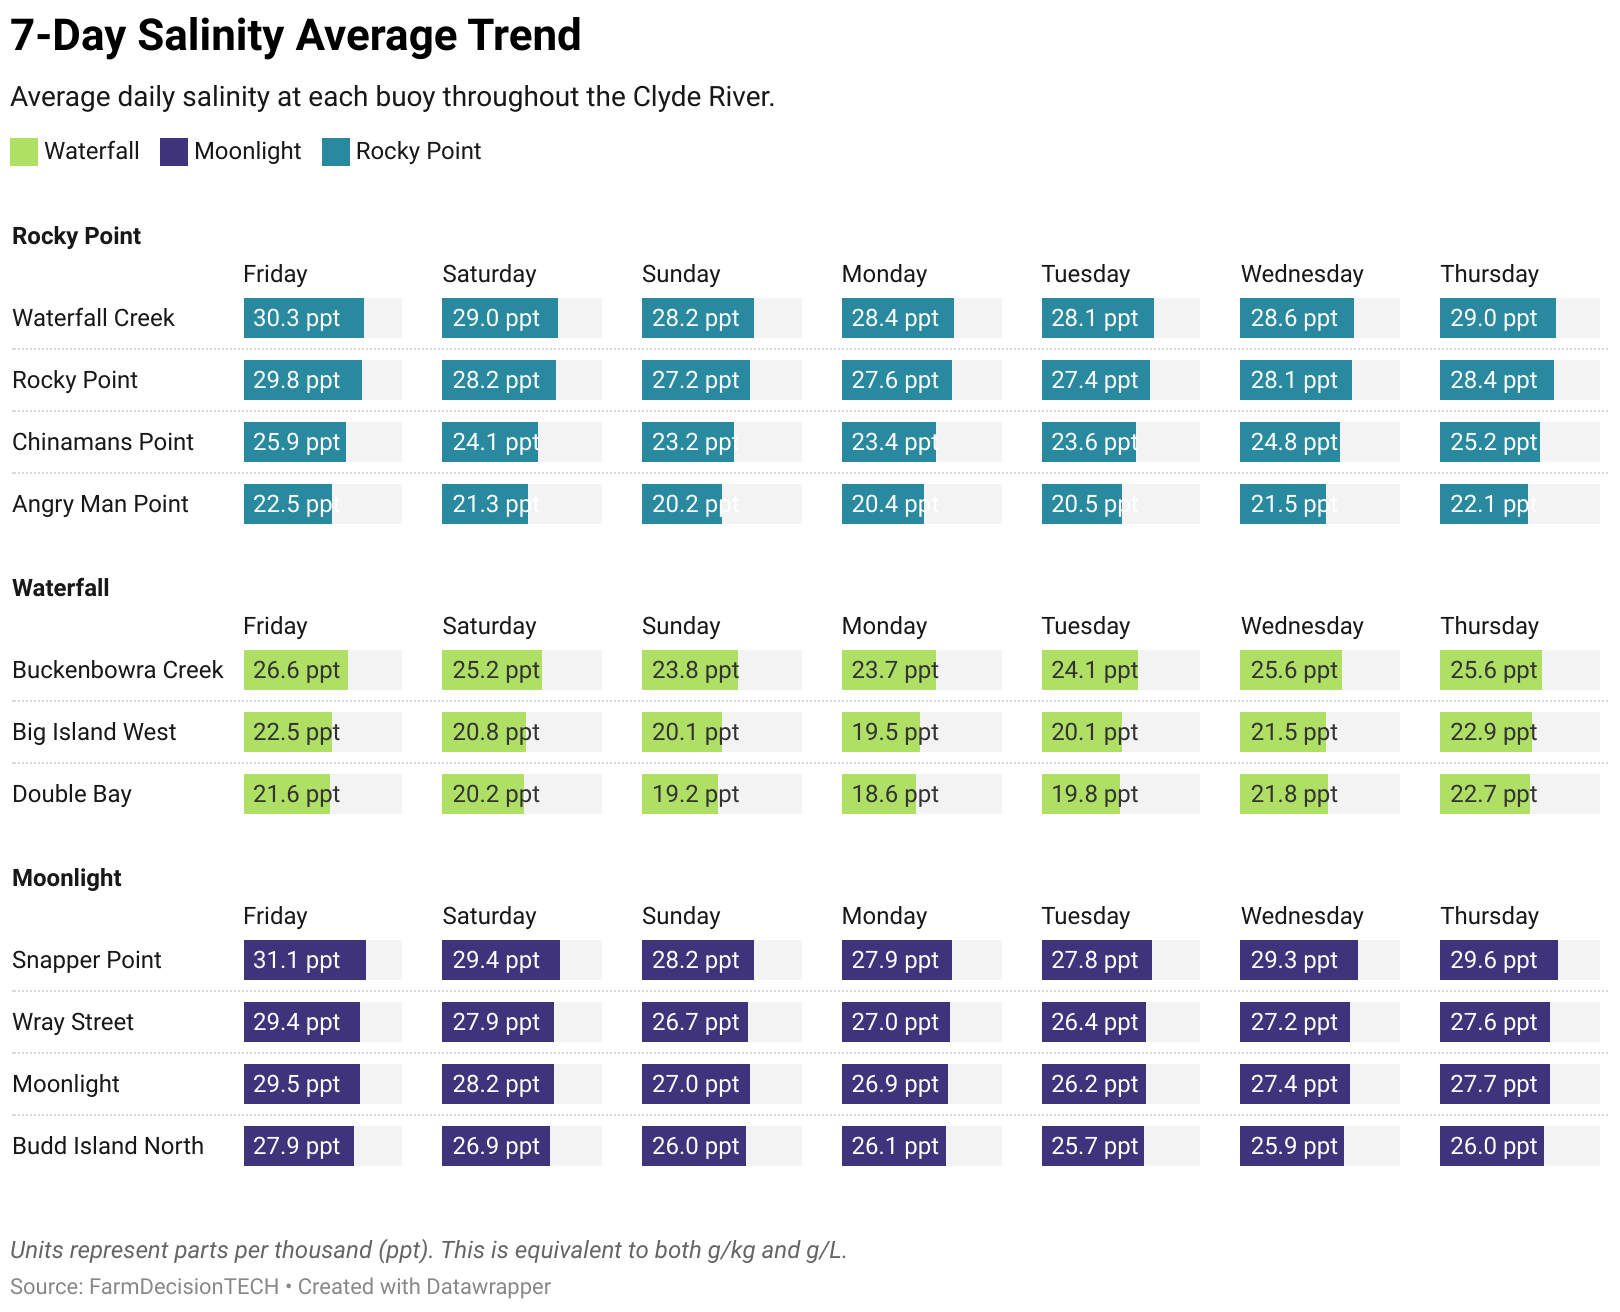 7-Day Salinity Average Trend
Average daily salinity at each buoy throughout the Clyde River.
Waterfall Moonlight Rocky Point
Rocky Point
Friday Saturday Sunday Monday Tuesday Wednesday Thursday
Waterfall Creek 30.3 ppt 29.0 ppt 28.2 ppt 28.4 ppt 28.1 ppt 28.6 ppt 29.0 ppt
Rocky Point 29.8 ppt 28.2 ppt 27.2 ppt 27.6 ppt 27.4 ppt 28.1 ppt 28.4 ppt
Chinamans Point 25.9 ppt 24.1 ppt 23.2 ppt 23.4 ppt 23.6 ppt 24.8 ppt 25.2 ppt
Angry Man Point 22.5 ppt 21.3 ppt 20.2 ppt 20.4 ppt 20.5 ppt 21.5 ppt 22.1 ppt
Waterfall
Friday Saturday Sunday Monday Tuesday Wednesday Thursday
Buckenbowra Creek 26.6 ppt 25.2 ppt 23.8 ppt 23.7 ppt 24.1 ppt 25.6 ppt 25.6 ppt
Big Island West 22.5 ppt 20.8 ppt 20.1 ppt 19.5 ppt 20.1 ppt 21.5 ppt 22.9 ppt
Double Bay 21.6 ppt 20.2 ppt 19.2 ppt 18.6 ppt 19.8 ppt 21.8 ppt 22.7 ppt
Moonlight
Friday Saturday Sunday Monday Tuesday Wednesday Thursday
Snapper Point 31.1 ppt 29.4 ppt 28.2 ppt 27.9 ppt 27.8 ppt 29.3 ppt 29.6 ppt
Wray Street 29.4 ppt 27.9 ppt 26.7 ppt 27.0 ppt 26.4 ppt 27.2 ppt 27.6 ppt
Moonlight 29.5 ppt 28.2 ppt 27.0 ppt 26.9 ppt 26.2 ppt 27.4 ppt 27.7 ppt
Budd Island North 27.9 ppt 26.9 ppt 26.0 ppt 26.1 ppt 25.7 ppt 25.9 ppt 26.0 ppt
Units represent parts per thousand (ppt). This is equivalent to both g/kg and g/L.
Source: FarmDecisionTECH • Created with Datawrapper